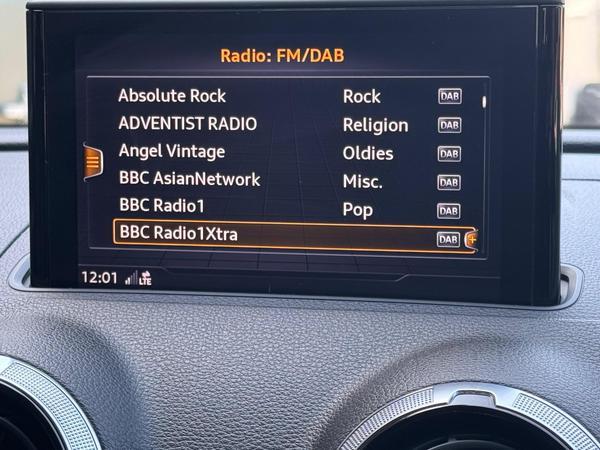 Radio: FM/DAB
Absolute Rock Rock DAB
ADVENTIST RADIO Religion DAB
Angel Vintage Oldies DAB
BBC AsianNetwork Misc. DAB
BBC Radio1 Pop DAB
BBC Radio1Xtra DAB
12:01 LTE